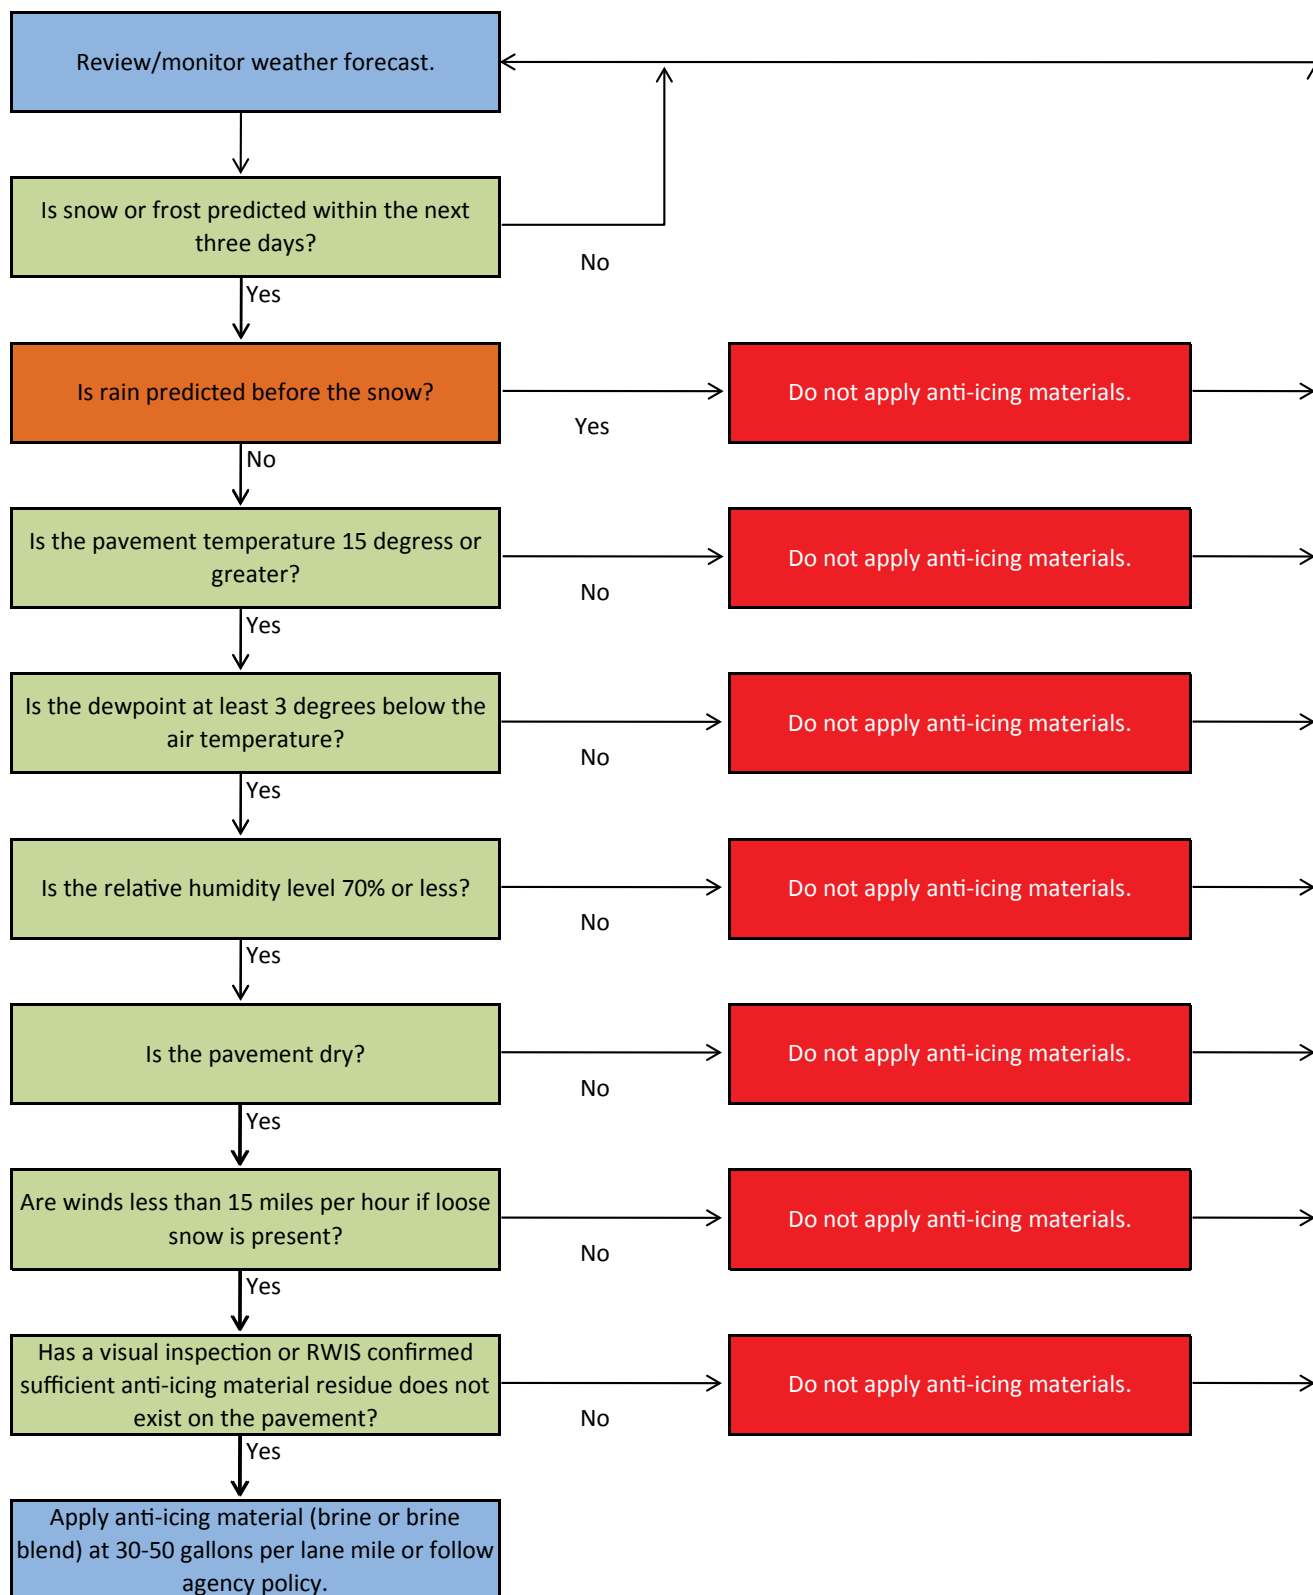 Review/monitor weather forecast.
Is snow or frost predicted within the next
three days?
No
Yes
Is rain predicted before the snow?
Do not apply anti-icing materials.
Yes
No
Is the pavement temperature 15 degress or
greater?
Do not apply anti-icing materials.
No
Yes
Is the dewpoint at least 3 degrees below the
air temperature?
Do not apply anti-icing materials.
No
Yes
Is the relative humidity level 70% or less?
Do not apply anti-icing materials.
No
Yes
Is the pavement dry?
Do not apply anti-icing materials.
No
Yes
Are winds less than 15 miles per hour if loose
snow is present?
Do not apply anti-icing materials.
No
Yes
Has a visual inspection or RWIS confirmed
sufficient anti-icing material residue does not
exist on the pavement?
Do not apply anti-icing materials.
No
Yes
Apply anti-icing material (brine or brine
blend) at 30-50 gallons per lane mile or follow
agency policy.